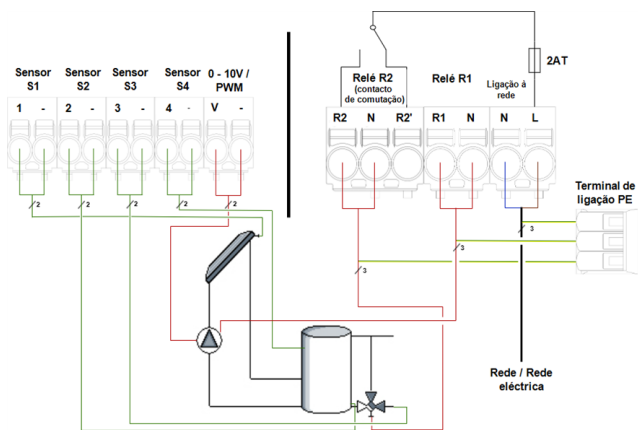 Sensor S1
Sensor S2
Sensor S3
Sensor S4
0 - 10V / PWM
1 - 2 - 3 - 4 - V -
2
2
2
2
2
Relé R2
(contacto
de comutação)
Relé R1
Ligação á
rede
2AT
R2 N R2' R1 N N L
Terminal de
ligação PE
3
3
3
Rede / Rede
eléctrica